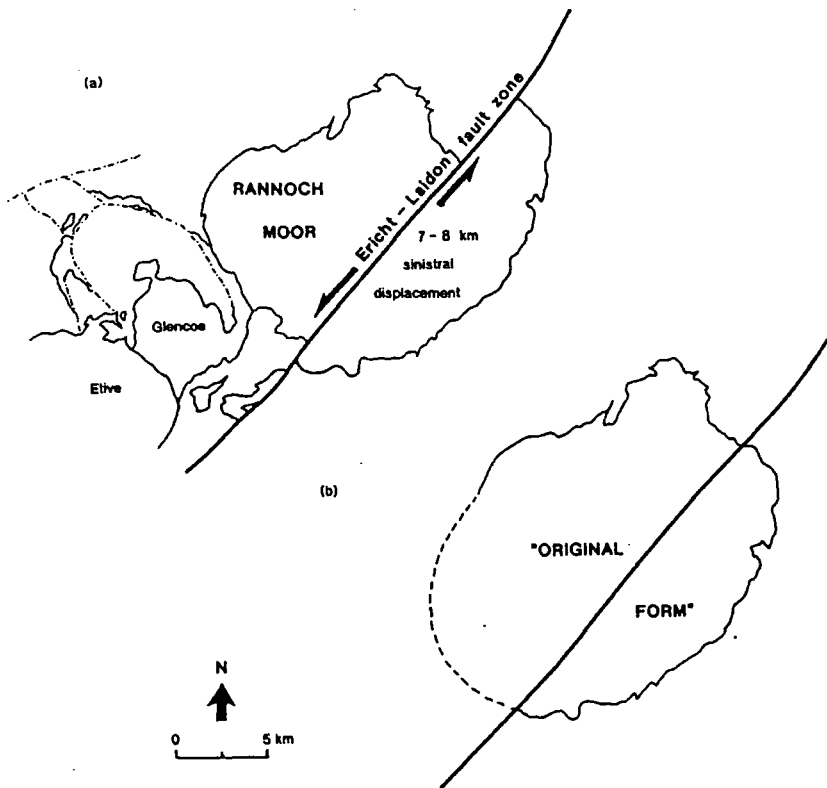 (a)
RANNOCH
MOOR
Ericht - Laidon fault zone
7 - 8 km
sinistral
displacement
Glencoe
Etive
(b)
"ORIGINAL
FORM"
N
0 5 km